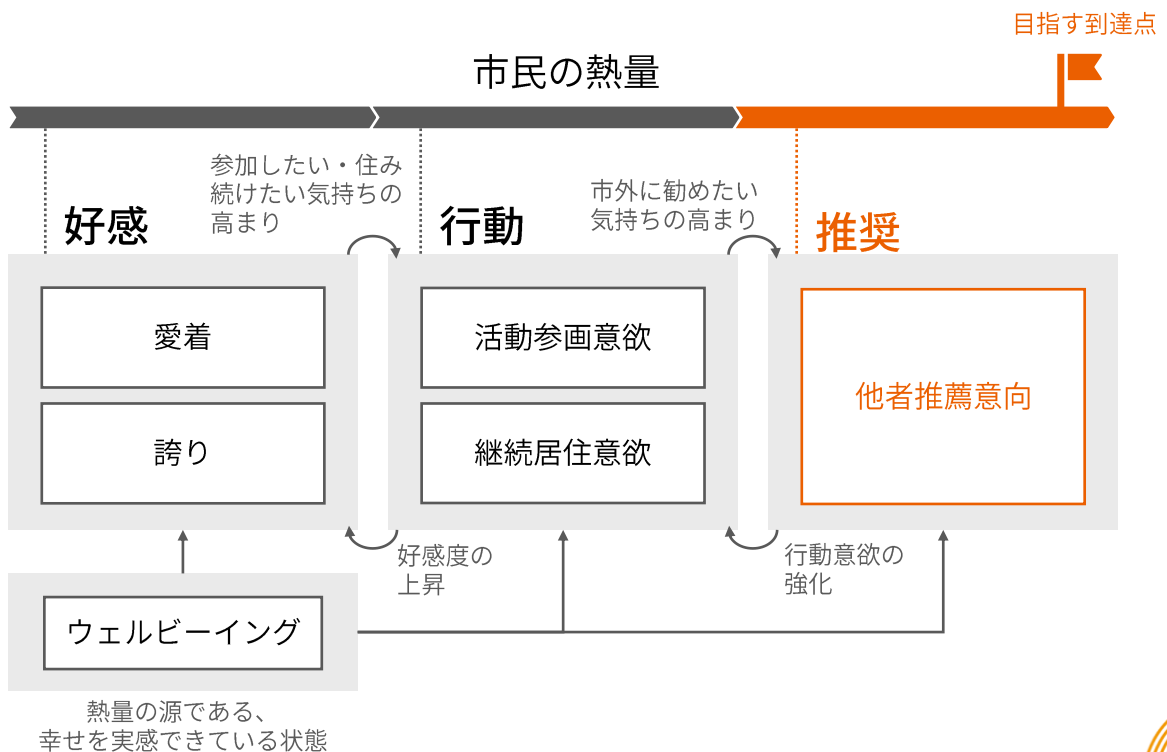 目指す到達点
市民の熱量
参加したい・住み
続けたい気持ちの
高まり
市外に勧めたい
気持ちの高まり
好感
行動
推奨
愛着
誇り
活動参画意欲
継続居住意欲
他者推薦意向
好感度の
上昇
行動意欲の
強化
ウェルビーイング
熱量の源である、
幸せを実感できている状態